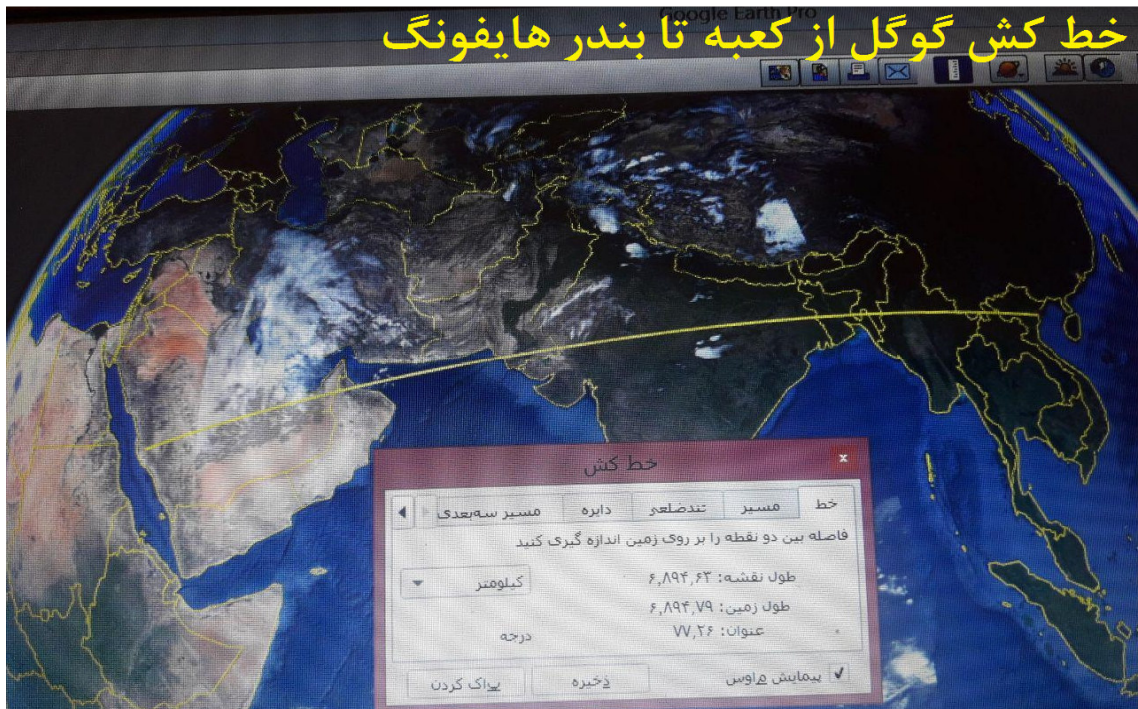 Google Earth Pro
خط کش گوگل از کعبه تا بندر هایفونگ
خط کش
خط مسیر تندضلعی دایره مسیر سه‌بعدی
فاصله بین دو نقطه را بر روی زمین اندازه گیری کنید
طول نقشه: ۶,۸۹۴,۶۳ کیلومتر
طول زمین: ۶,۸۹۴,۷۹
عنوان: ۷۷,۲۶ درجه
پیمایش ماوس ذخیره پاک کردن